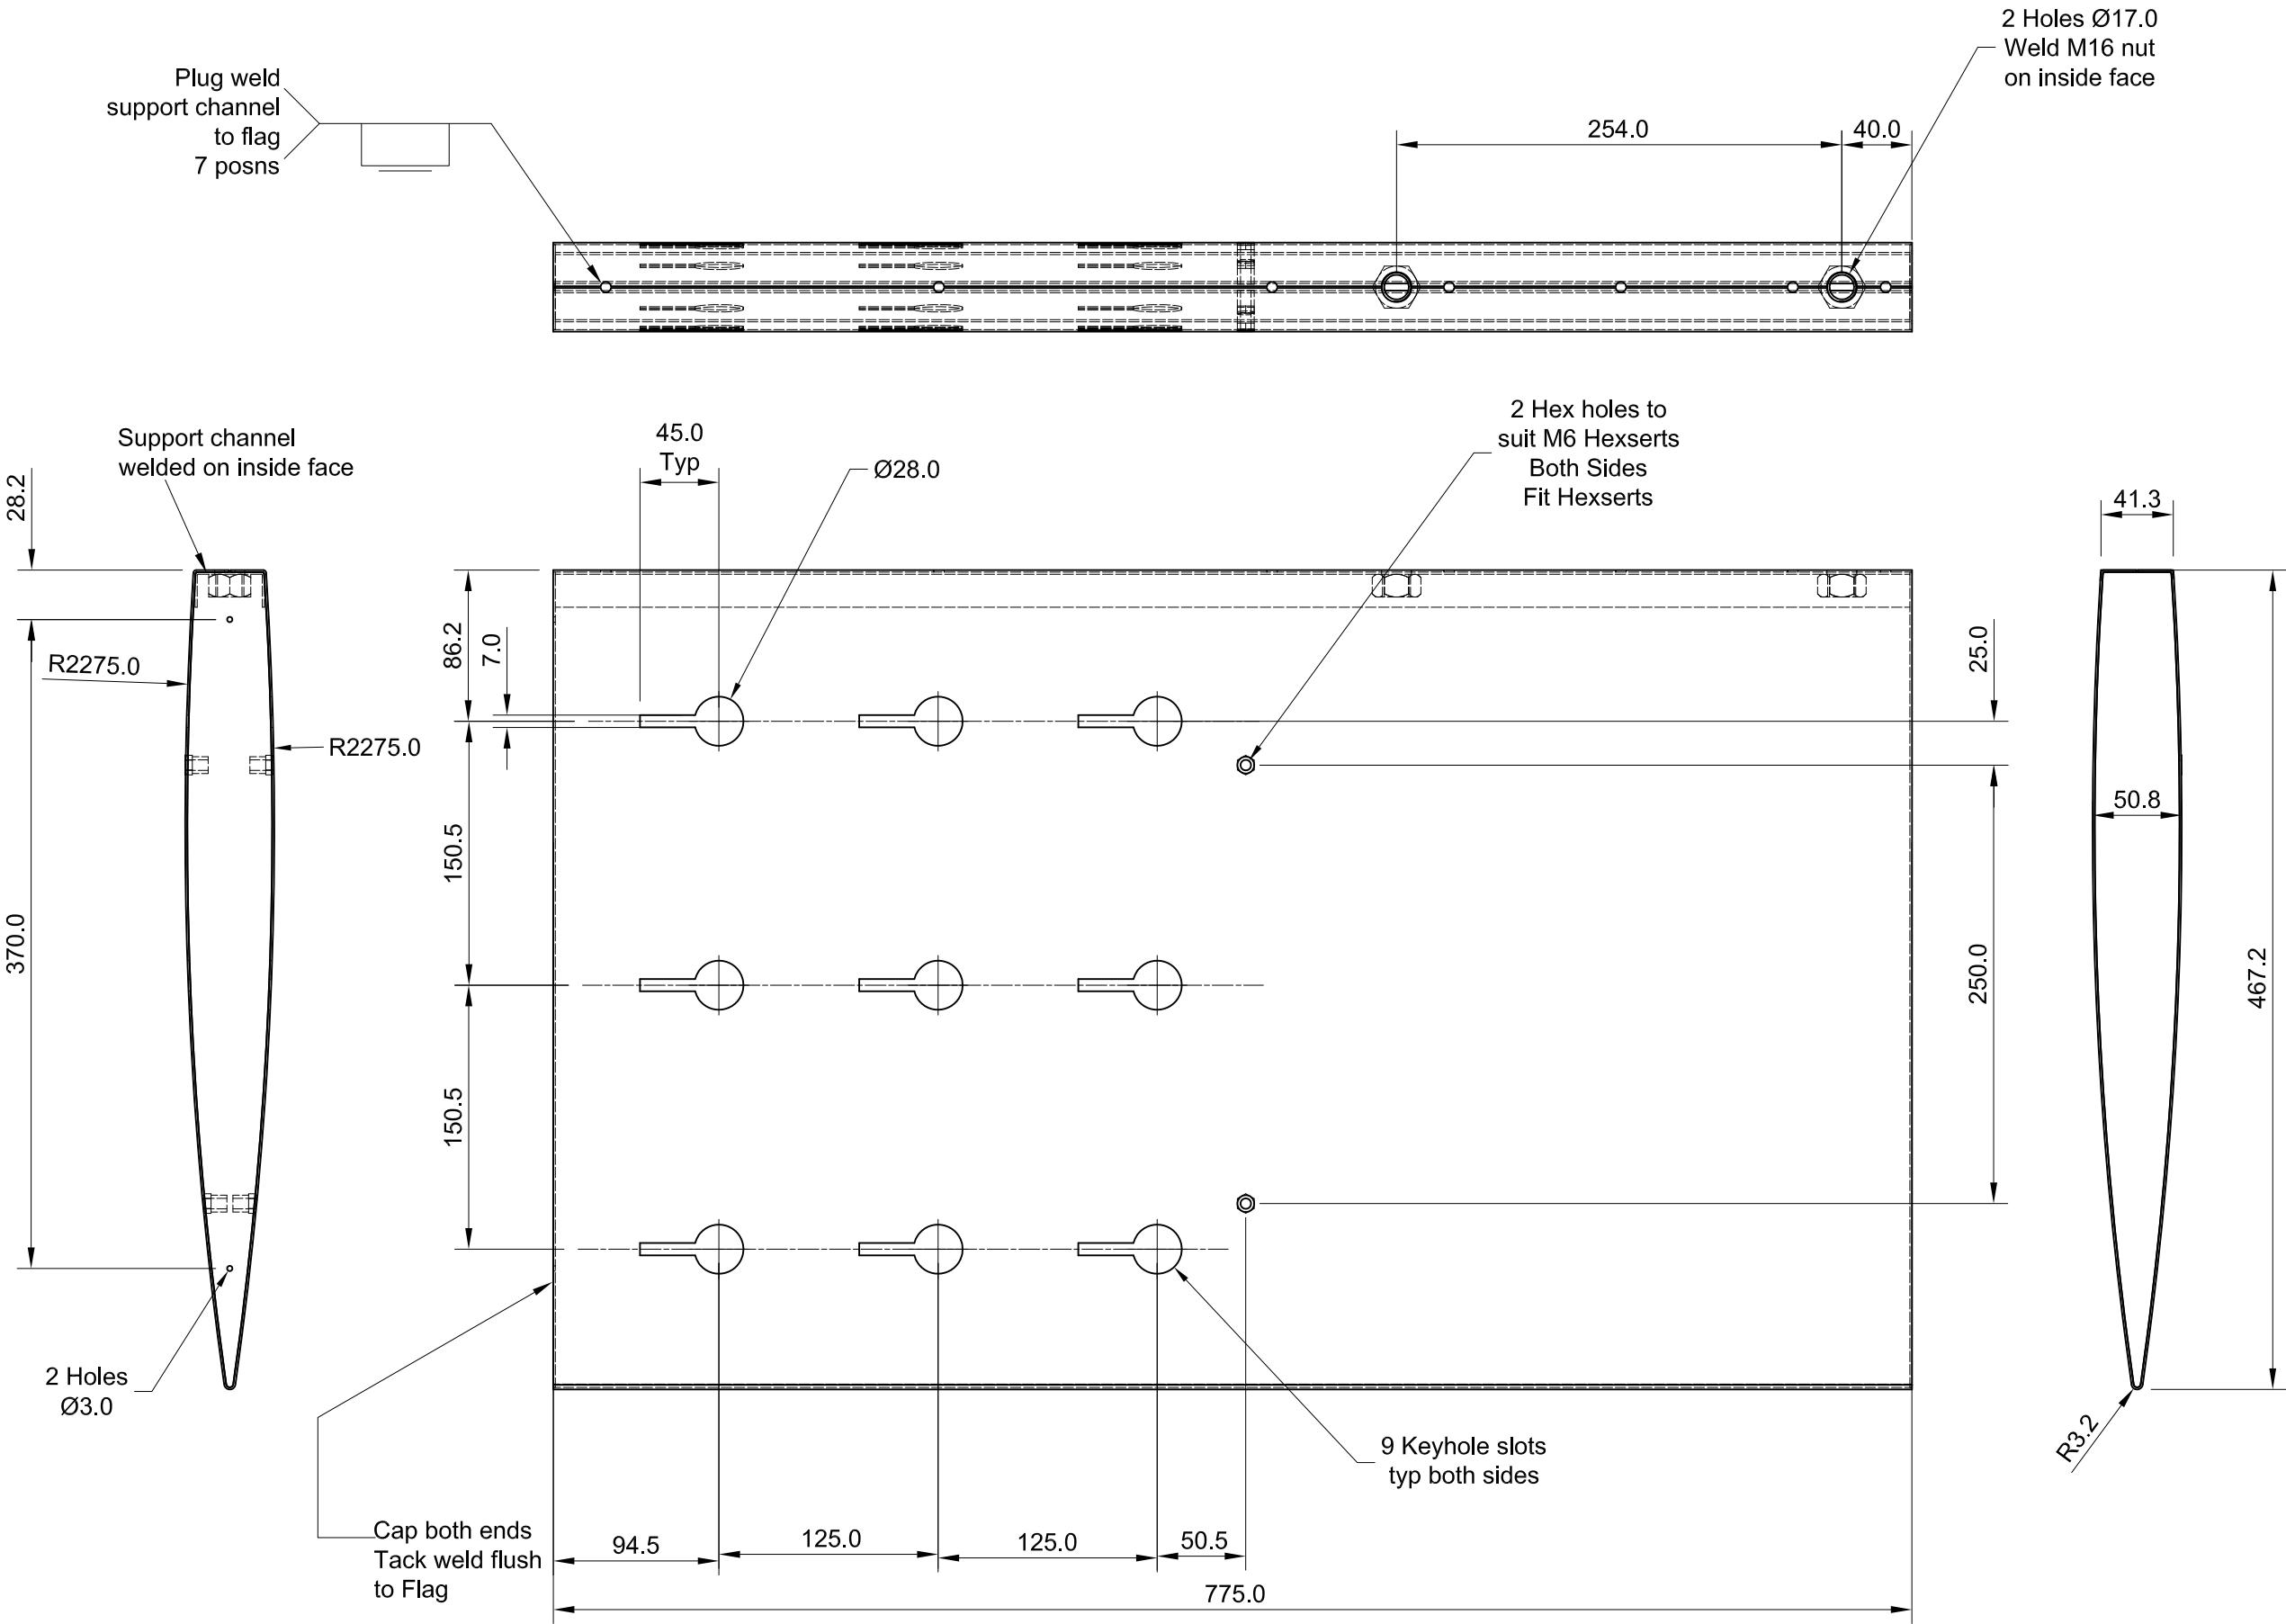 2 Holes Ø17.0
Weld M16 nut
on inside face
Plug weld
support channel
to flag
7 posns
254.0
40.0
2 Hex holes to
suit M6 Hexserts
Both Sides
Fit Hexserts
Support channel
welded on inside face
45.0
Typ
Ø28.0
28.2
41.3
86.2
7.0
25.0
R2275.0
R2275.0
50.8
150.5
370.0
250.0
467.2
150.5
2 Holes
Ø3.0
R3.2
9 Keyhole slots
typ both sides
Cap both ends
Tack weld flush
to Flag
94.5
125.0
125.0
50.5
775.0